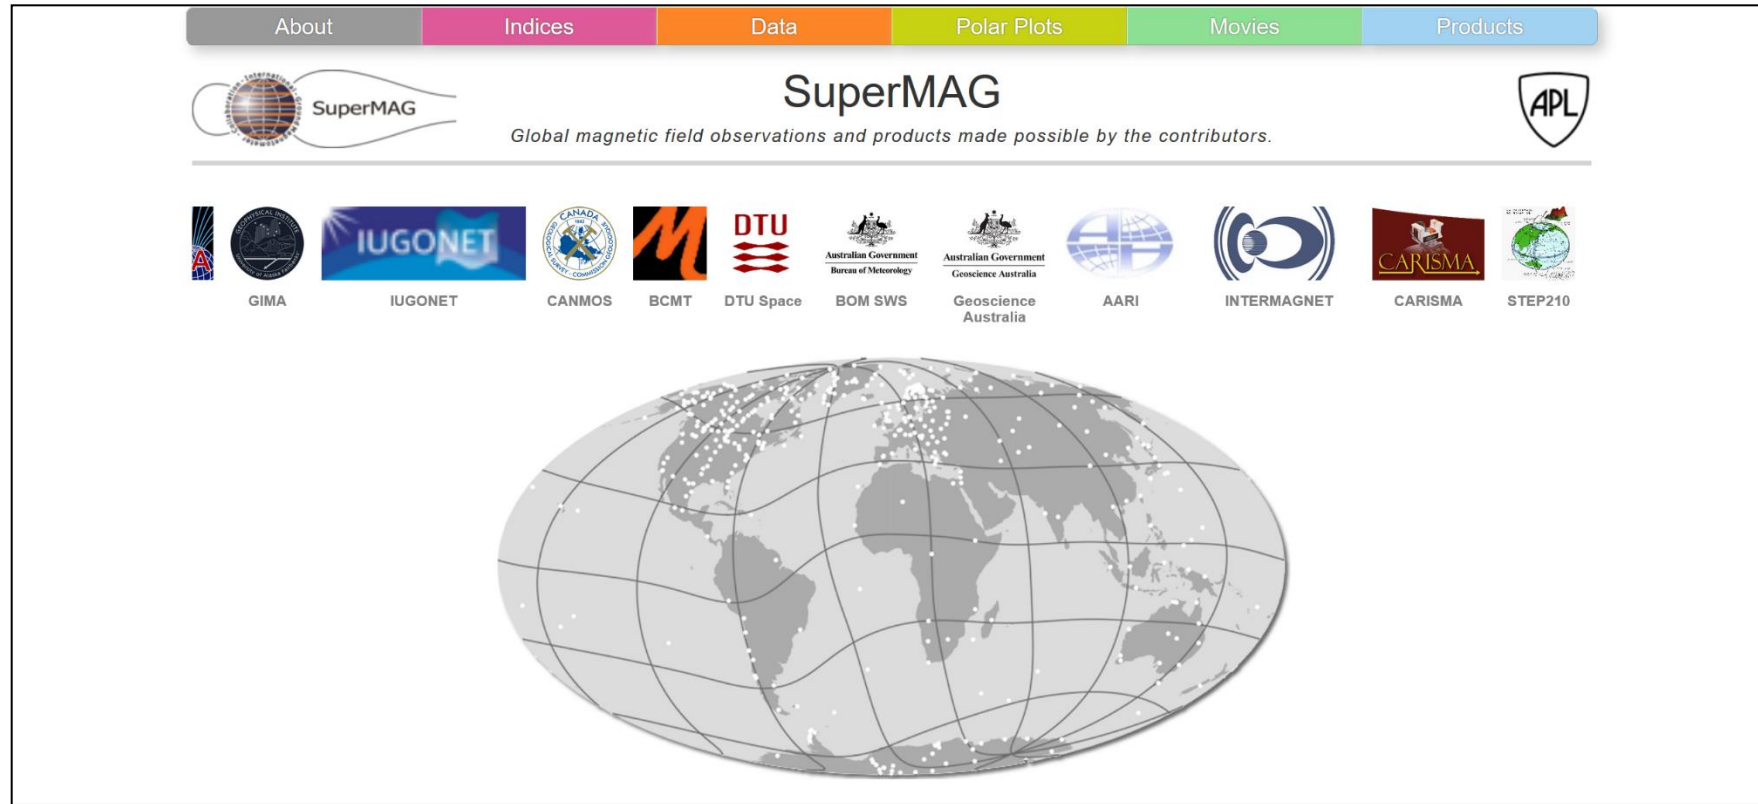 About
Indices
Data
Polar Plots
Movies
Products
SuperMAG
SuperMAG
Global magnetic field observations and products made possible by the contributors.
APL
A
IUGONET
CANADA
DTU
Australian Government
Bureau of Meteorology
Australian Government
Geoscience Australia
CARISMA
GIMA
IUGONET
CANMOS
BCMT
DTU Space
BOM SWS
Geoscience
Australia
AARI
INTERMAGNET
CARISMA
STEP210